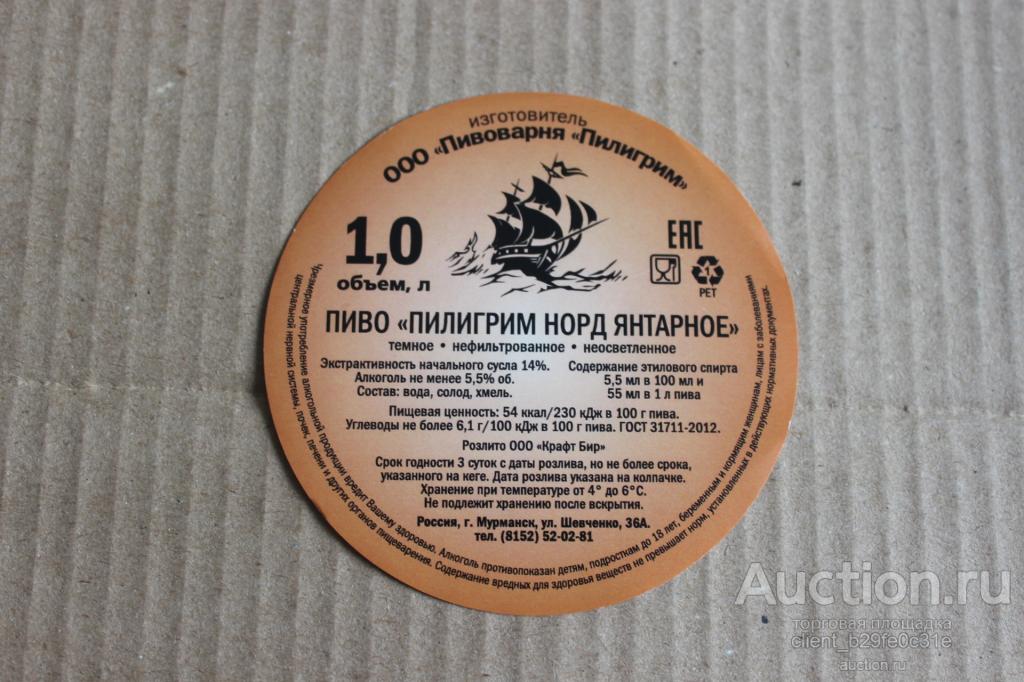 изготовитель
ООО «Пивоварня «Пилигрим»
1,0
объем, л
ЕАС
1
PET
ПИВО «ПИЛИГРИМ НОРД ЯНТАРНОЕ»
темное • нефильтрованное • неосветленное
Экстрактивность начального сусла 14%.
Алкоголь не менее 5,5% об.
Состав: вода, солод, хмель.
Содержание этилового спирта
5,5 мл в 100 мл и
55 мл в 1 л пива
Пищевая ценность: 54 ккал/230 кДж в 100 г пива.
Углеводы не более 6,1 г/100 кДж в 100 г пива. ГОСТ 31711-2012.
Розлито ООО «Крафт Бир»
Срок годности 3 суток с даты розлива, но не более срока,
указанного на кеге. Дата розлива указана на колпачке.
Хранение при температуре от 4° до 6°С.
Не подлежит хранению после вскрытия.
Россия, г. Мурманск, ул. Шевченко, 36А.
тел. (8152) 52-02-81
Чрезмерное употребление алкогольной продукции вредит Вашему здоровью. Алкоголь противопоказан детям, подросткам до 18 лет, беременным и кормящим женщинам, лицам с заболеваниями
центральной нервной системы, почек, печени и других органов пищеварения. Содержание вредных для здоровья веществ не превышает норм, установленных в действующих нормативных документах.
Auction.ru
торговая площадка
client_b29fe0c31e
auction.ru